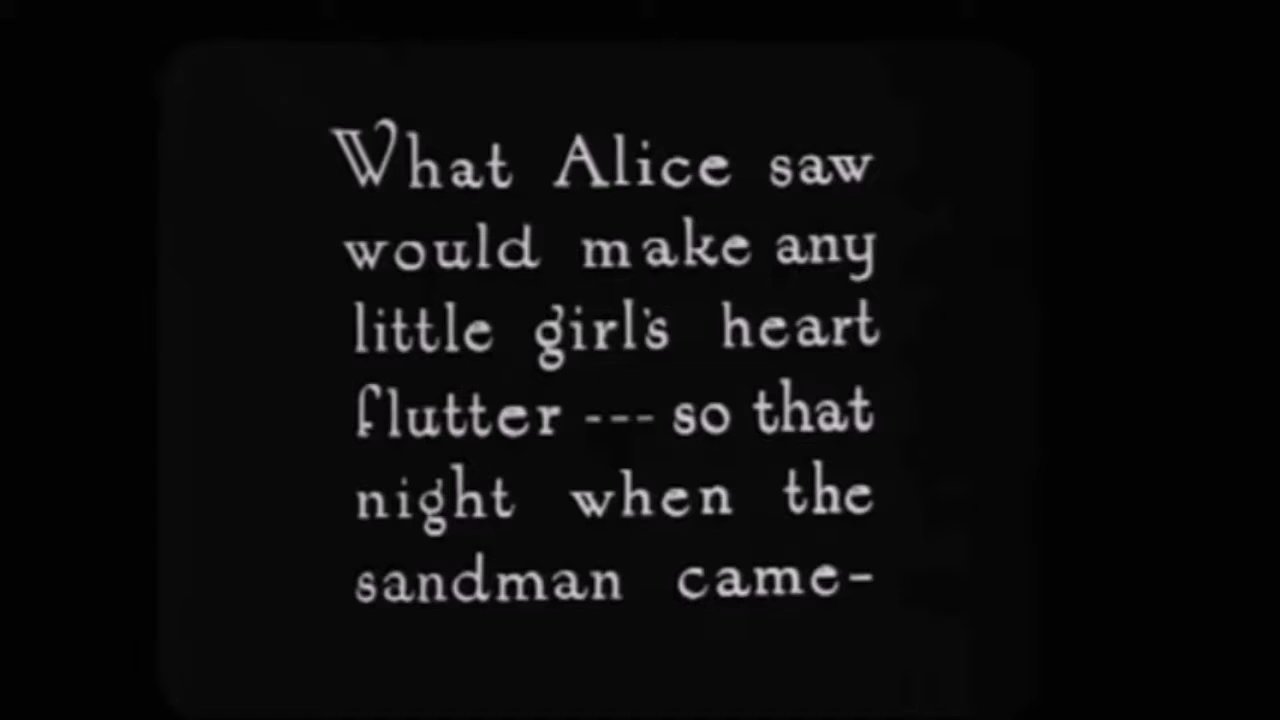 What Alice saw
would make any
little girl's heart
flutter --- so that
night when the
sandman came-